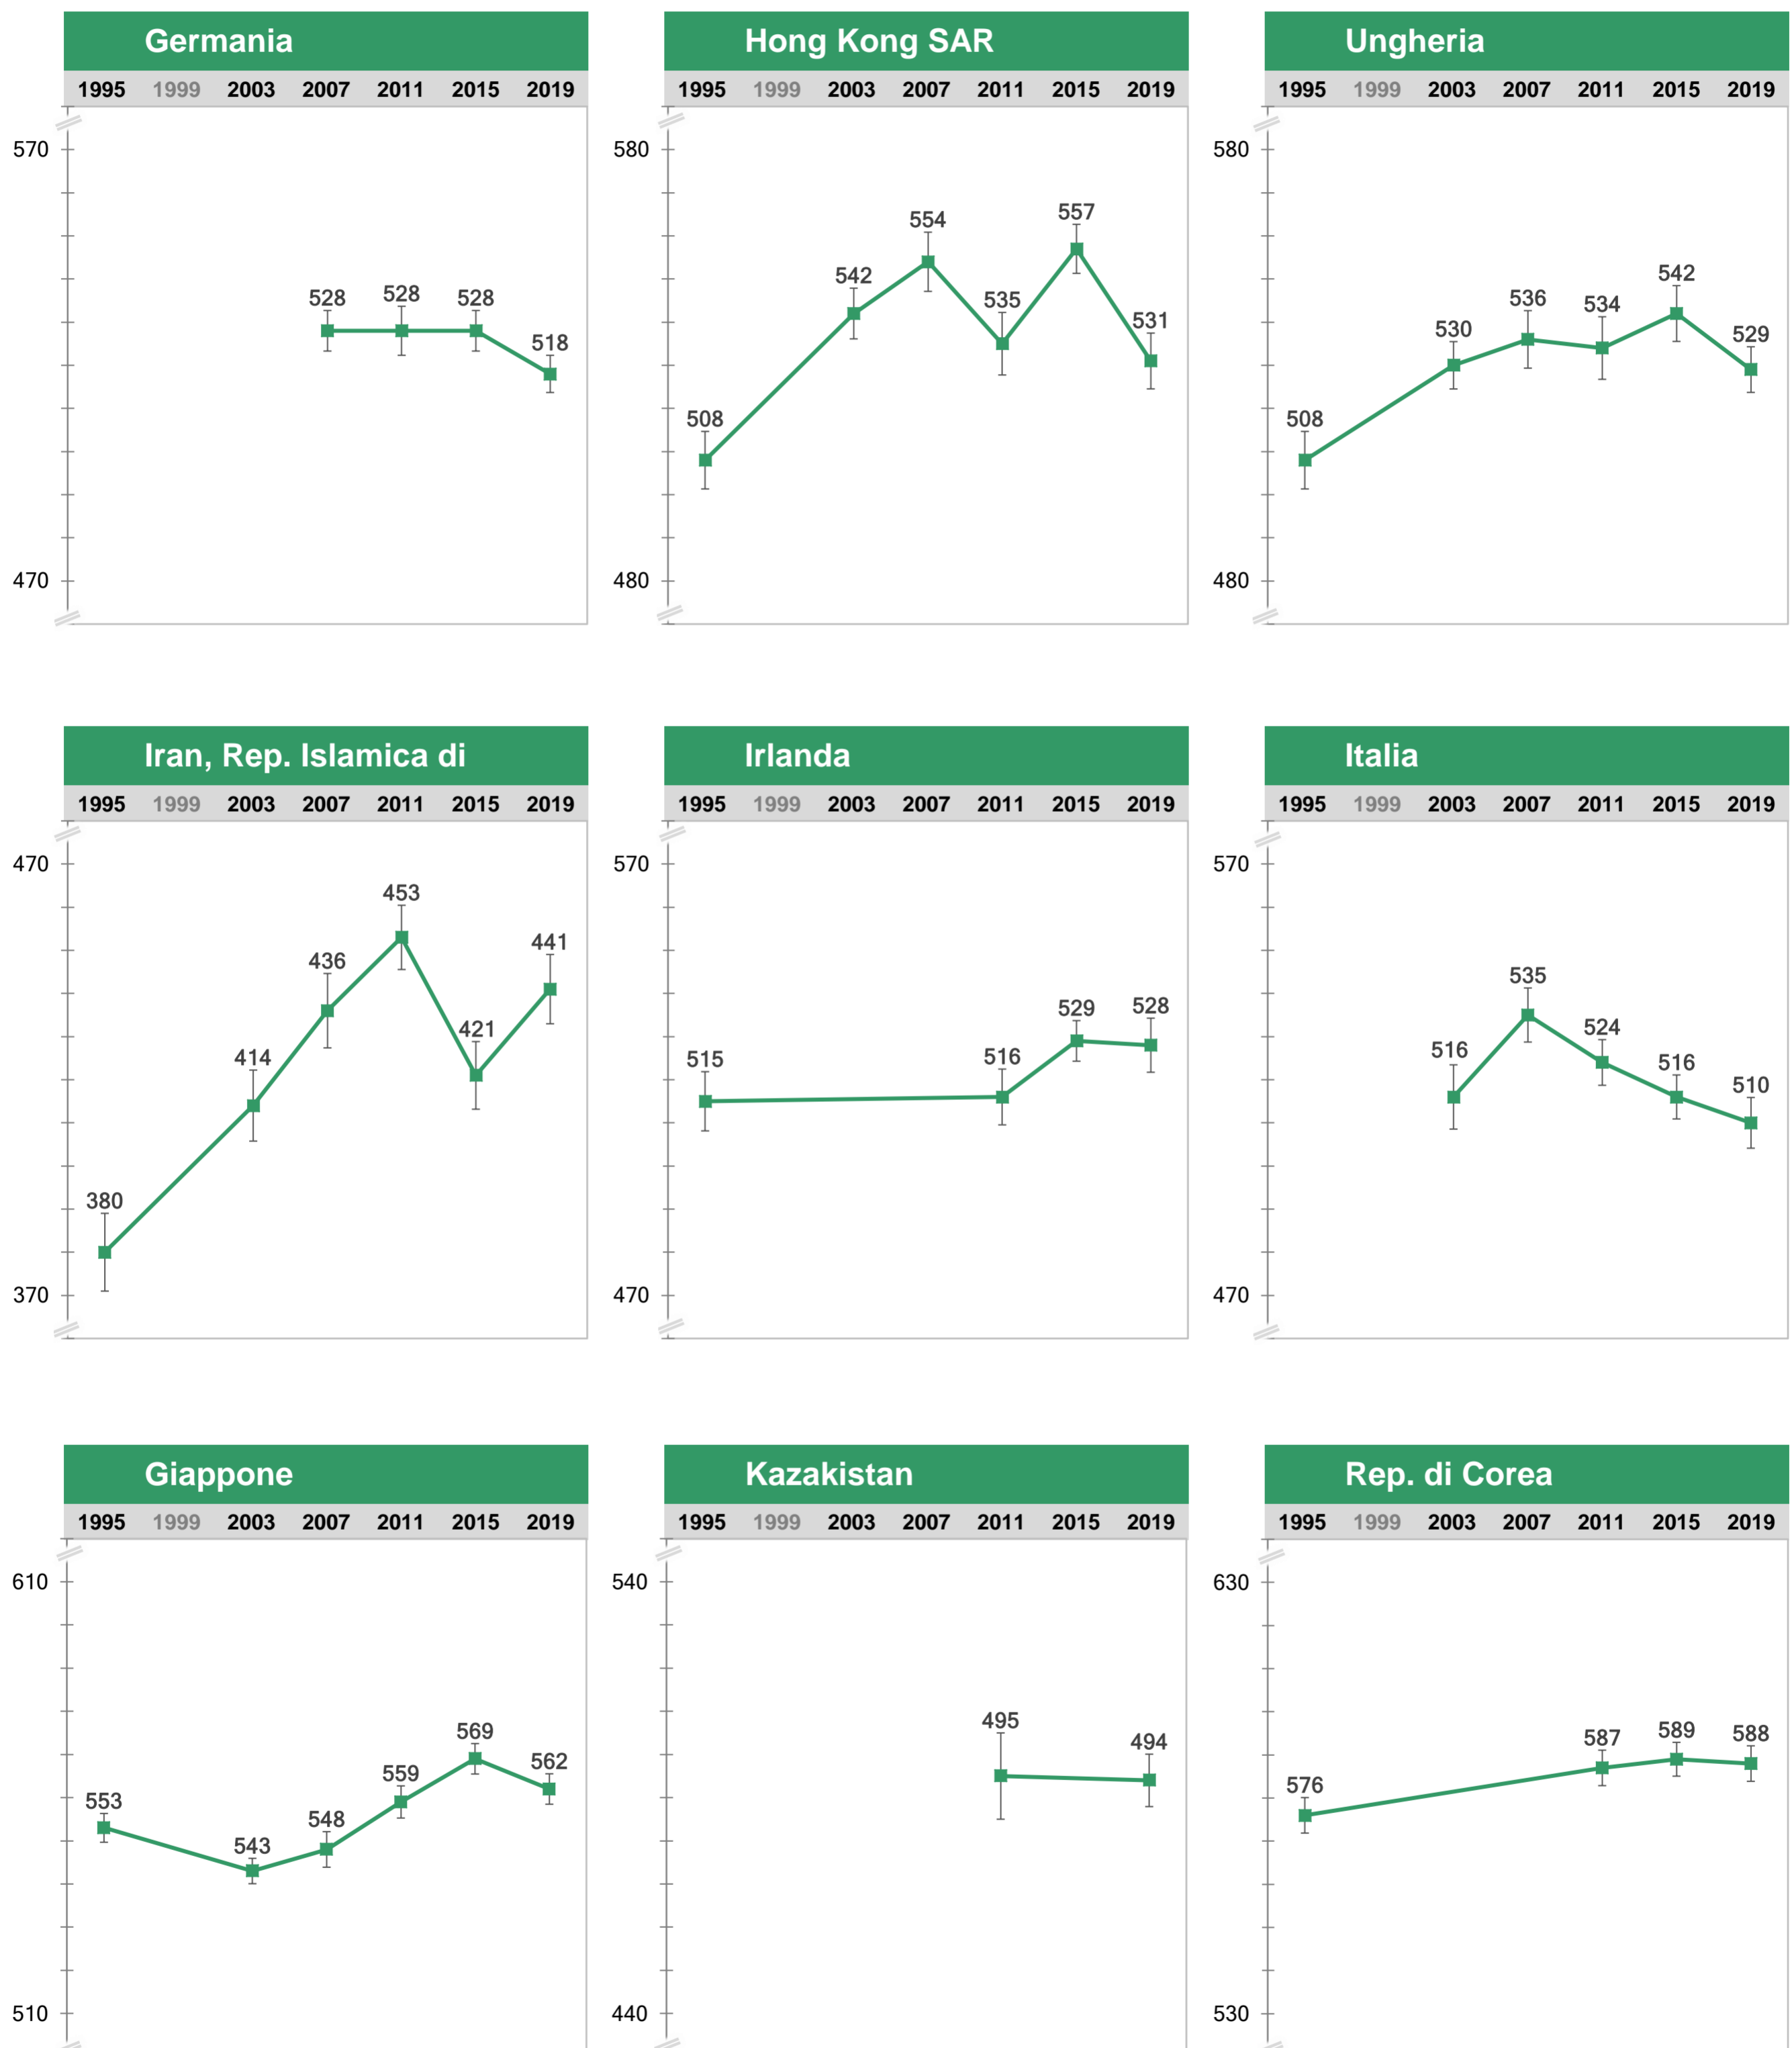 Germania
1995 1999 2003 2007 2011 2015 2019
570
528 528 528 518
470
Hong Kong SAR
1995 1999 2003 2007 2011 2015 2019
580
508 542 554 535 557 531
480
Ungheria
1995 1999 2003 2007 2011 2015 2019
580
508 530 536 534 542 529
480
Iran, Rep. Islamica di
1995 1999 2003 2007 2011 2015 2019
470
380 414 436 453 421 441
370
Irlanda
1995 1999 2003 2007 2011 2015 2019
570
515 516 529 528
470
Italia
1995 1999 2003 2007 2011 2015 2019
570
516 535 524 516 510
470
Giappone
1995 1999 2003 2007 2011 2015 2019
610
553 543 548 559 569 562
510
Kazakistan
1995 1999 2003 2007 2011 2015 2019
540
495 494
440
Rep. di Corea
1995 1999 2003 2007 2011 2015 2019
630
576 587 589 588
530